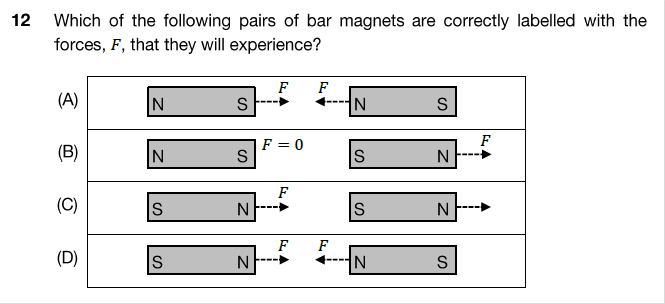 12 Which of the following pairs of bar magnets are correctly labelled with the
forces, F, that they will experience?
(A) N S F F N S
(B) N S F = 0 S N F
(C) S N F S N
(D) S N F F N S